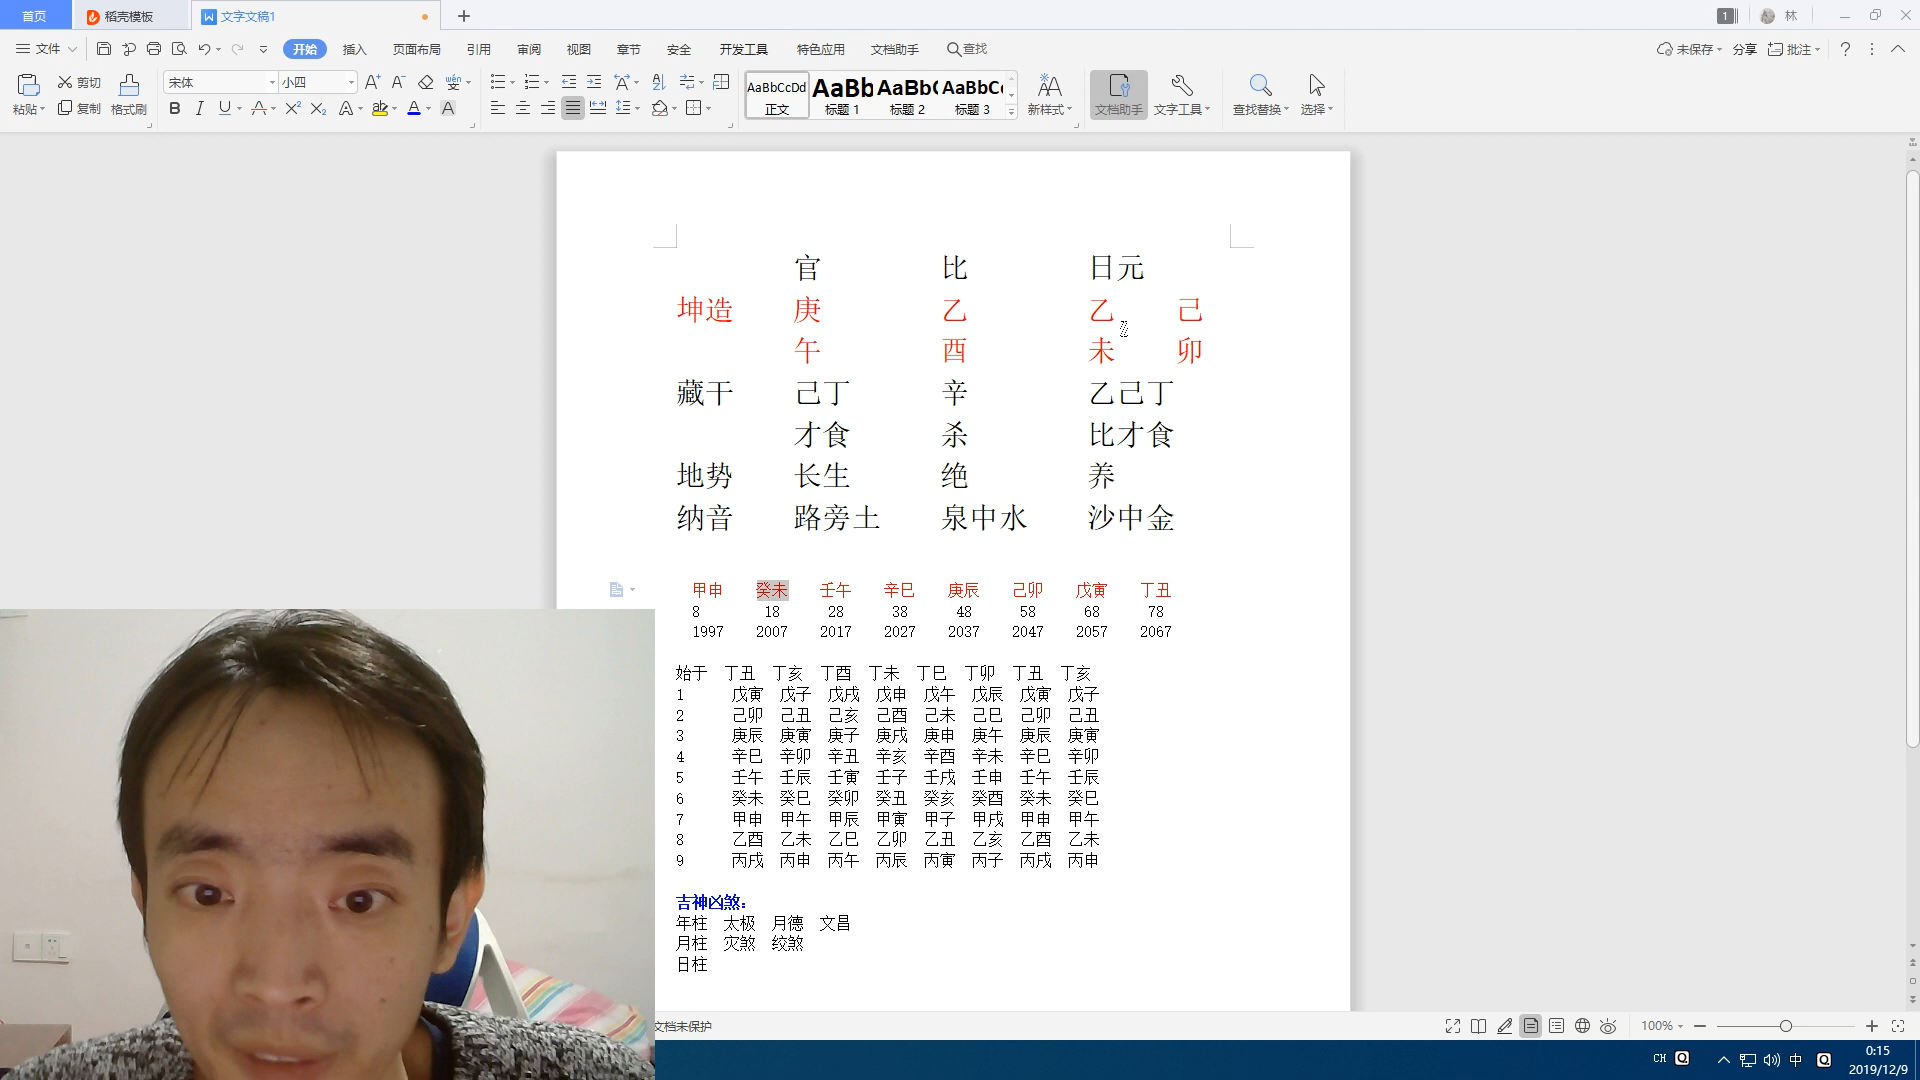 首页 稻壳模板 W 文字文稿1 1 林
文件 开始 插入 页面布局 引用 审阅 视图 章节 安全 开发工具 特色应用 文档助手 查找 未保存 分享 批注
粘贴 剪切 复制 格式刷 宋体 小四 AaBbCcDd 正文 AaBb 标题 1 AaBb( 标题 2 AaBbC( 标题 3 新样式 文档助手 文字工具 查找替换 选择
官 比 日元
坤造 庚 乙 乙 己
午 酉 未 卯
藏干 己丁 辛 乙己丁
才食 杀 比才食
地势 长生 绝 养
纳音 路旁土 泉中水 沙中金
甲申 癸未 壬午 辛巳 庚辰 己卯 戊寅 丁丑
8 18 28 38 48 58 68 78
1997 2007 2017 2027 2037 2047 2057 2067
始于 丁丑 丁亥 丁酉 丁未 丁巳 丁卯 丁丑 丁亥
1 戊寅 戊子 戊戌 戊申 戊午 戊辰 戊寅 戊子
2 己卯 己丑 己亥 己酉 己未 己巳 己卯 己丑
3 庚辰 庚寅 庚子 庚戌 庚申 庚午 庚辰 庚寅
4 辛巳 辛卯 辛丑 辛亥 辛酉 辛未 辛巳 辛卯
5 壬午 壬辰 壬寅 壬子 壬戌 壬申 壬午 壬辰
6 癸未 癸巳 癸卯 癸丑 癸亥 癸酉 癸未 癸巳
7 甲申 甲午 甲辰 甲寅 甲子 甲戌 甲申 甲午
8 乙酉 乙未 乙巳 乙卯 乙丑 乙亥 乙酉 乙未
9 丙戌 丙申 丙午 丙辰 丙寅 丙子 丙戌 丙申
吉神凶煞：
年柱 太极 月德 文昌
月柱 灾煞 绞煞
日柱
文档未保护 100%
CH 中 0:15
2019/12/9